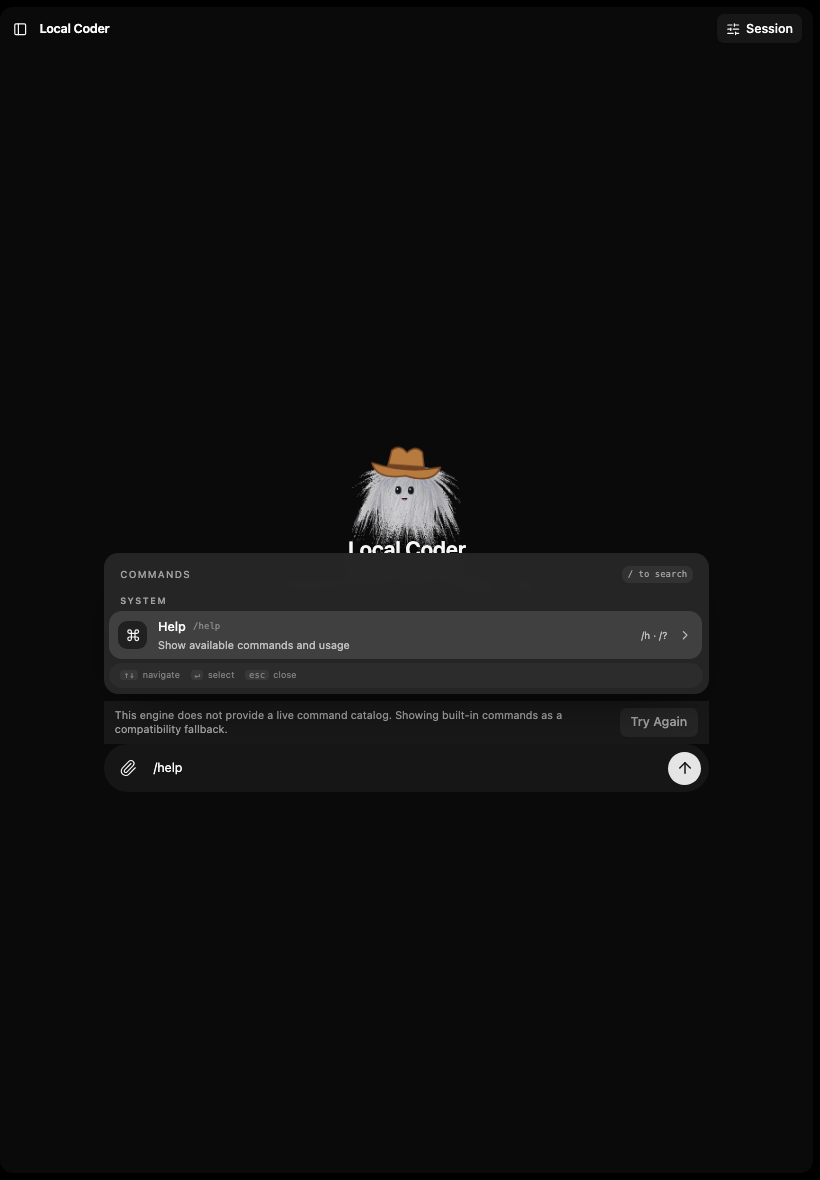 Local Coder
Session
Local Coder
COMMANDS
/ to search
SYSTEM
Help /help
Show available commands and usage
/h · /?
↑↓ navigate ↵ select esc close
This engine does not provide a live command catalog. Showing built-in commands as a
compatibility fallback.
Try Again
/help